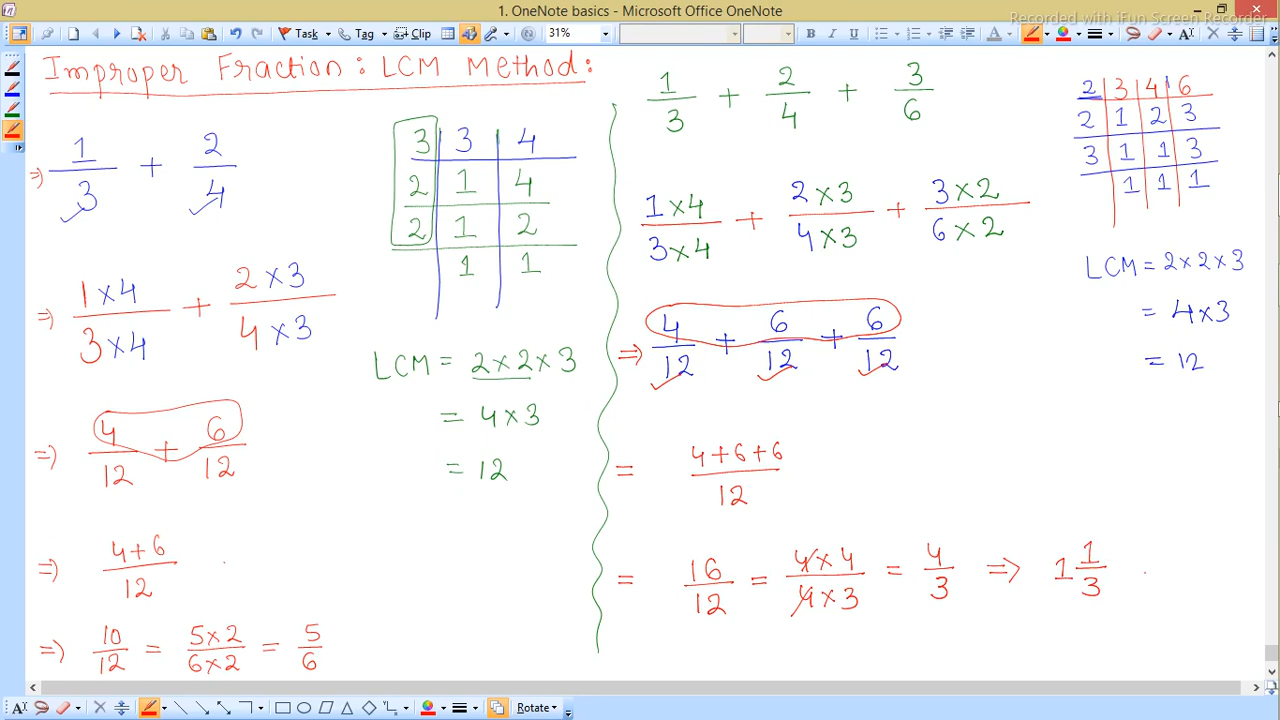 1. OneNote basics - Microsoft Office OneNote
Recorded with iFun Screen Recorder
Task
Tag
Clip
31%
B I U
A
Improper Fraction: LCM Method:
⇒ 1/3 + 2/4
⇒ 1×4/3×4 + 2×3/4×3
⇒ 4/12 + 6/12
⇒ 4+6/12
⇒ 10/12 = 5×2/6×2 = 5/6
3 | 3 | 4
2 | 1 | 4
2 | 1 | 2
1 | 1
LCM = 2×2×3
= 4×3
= 12
1/3 + 2/4 + 3/6
1×4/3×4 + 2×3/4×3 + 3×2/6×2
⇒ 4/12 + 6/12 + 6/12
= 4+6+6/12
= 16/12 = 4×4/4×3 = 4/3 ⇒ 1 1/3
2 | 3 | 4 | 6
2 | 1 | 2 | 3
3 | 1 | 1 | 3
1 | 1 | 1
LCM = 2×2×3
= 4×3
= 12
Rotate